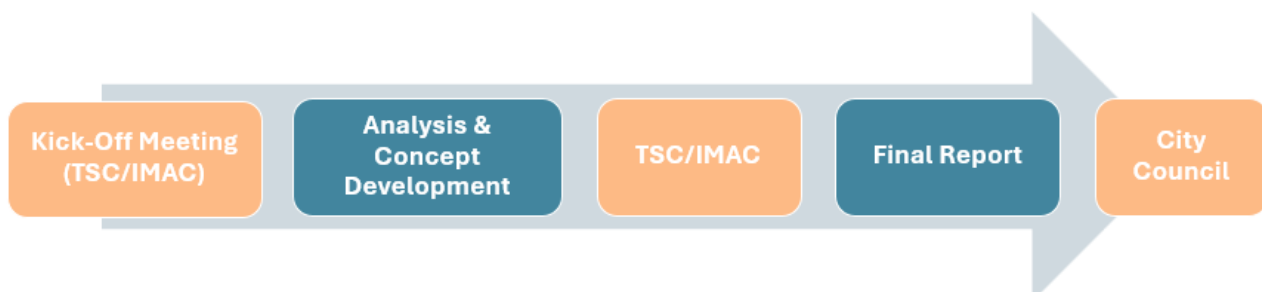 Kick-Off Meeting
(TSC/IMAC)
Analysis &
Concept
Development
TSC/IMAC
Final Report
City
Council